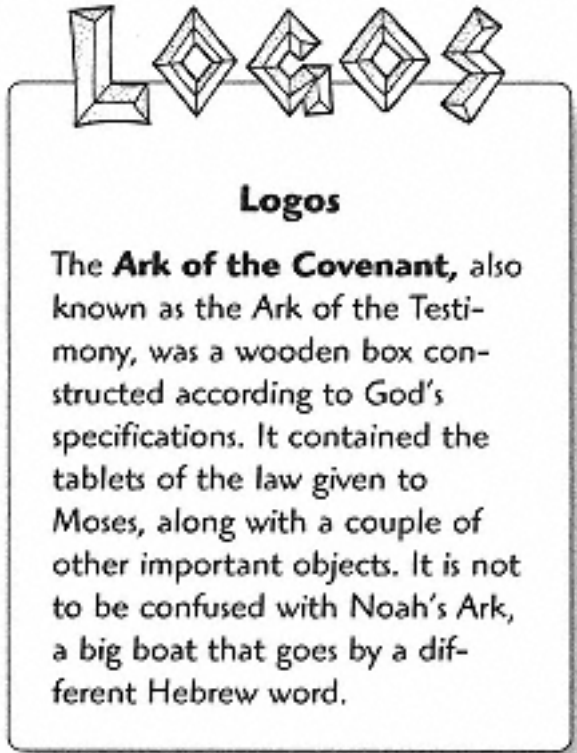 LOGOS
Logos
The Ark of the Covenant, also
known as the Ark of the Testi-
mony, was a wooden box con-
structed according to God's
specifications. It contained the
tablets of the law given to
Moses, along with a couple of
other important objects. It is not
to be confused with Noah's Ark,
a big boat that goes by a dif-
ferent Hebrew word.